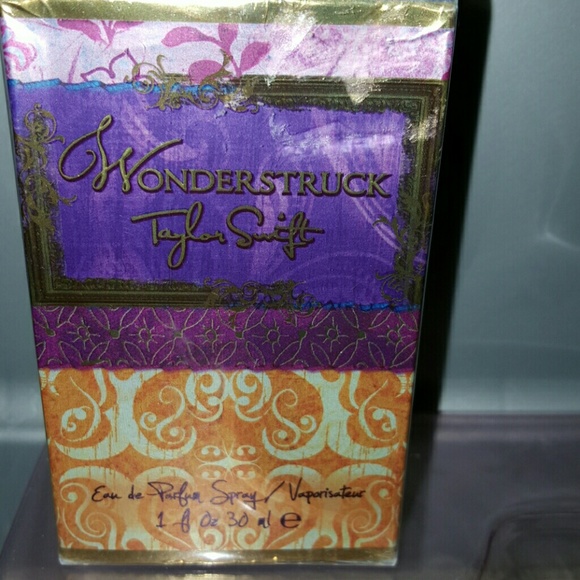 WONDERSTRUCK
Taylor Swift
Eau de Parfum Spray / Vaporisateur
1 fl Oz 30 ml e